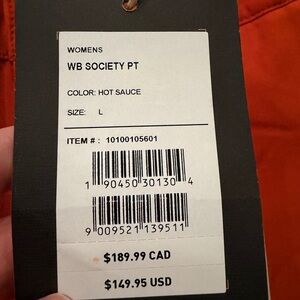 WOMENS
WB SOCIETY PT
COLOR: HOT SAUCE
SIZE: L
ITEM # : 10100105601
1 90450 30130 4
9 009521 139511
$189.99 CAD
$149.95 USD